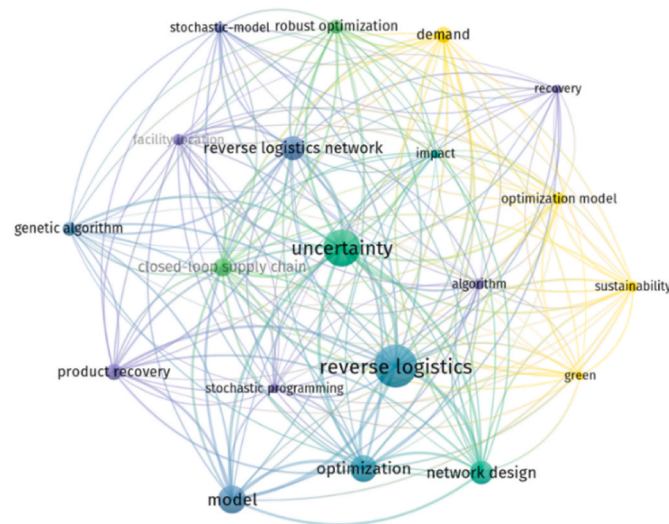 stochastic-model
robust optimization
demand
recovery
facility location
reverse logistics network
impact
optimization model
genetic algorithm
uncertainty
closed-loop supply chain
algorithm
sustainability
reverse logistics
product recovery
green
stochastic programming
optimization
network design
model